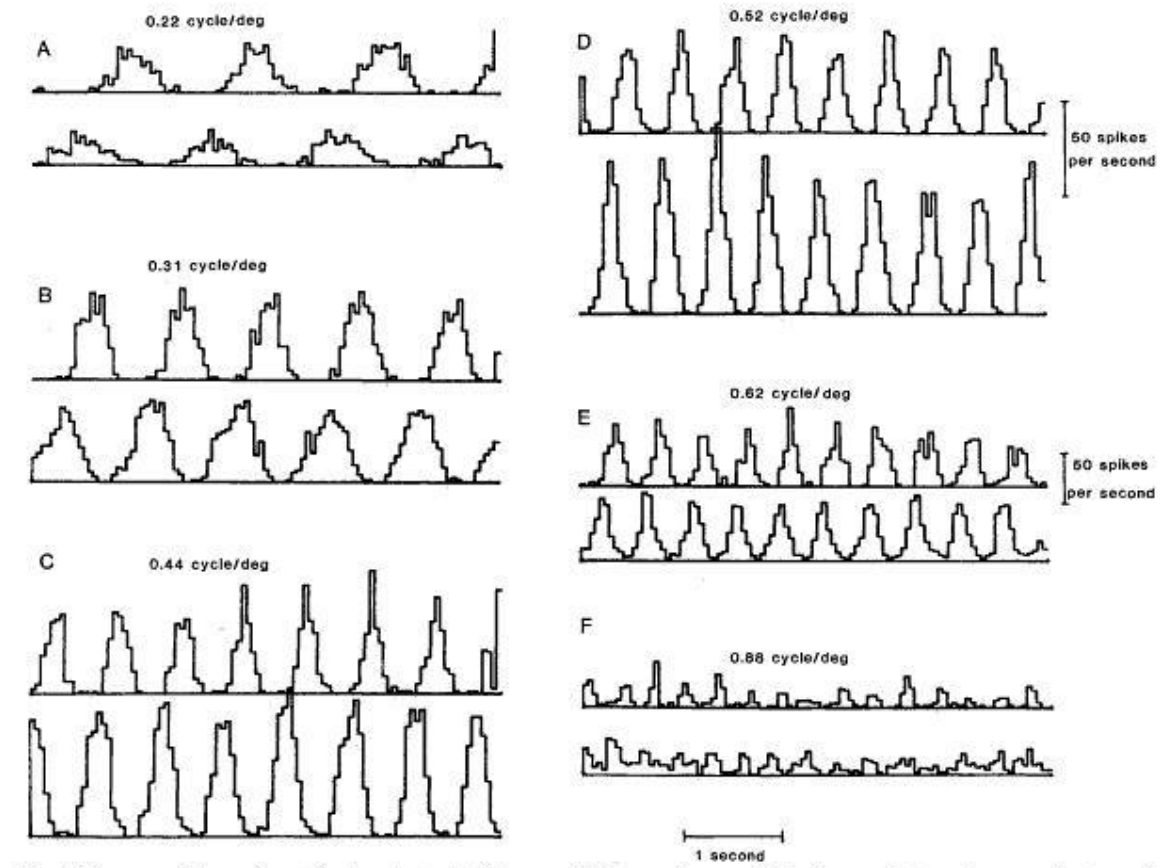 A
0.22 cycle/deg
B
0.31 cycle/deg
C
0.44 cycle/deg
D
0.52 cycle/deg
50 spikes
per second
E
0.62 cycle/deg
50 spikes
per second
F
0.88 cycle/deg
1 second